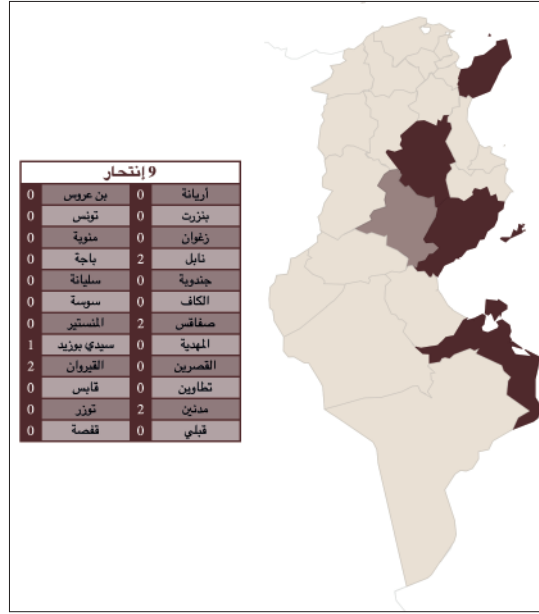 9 إنتحار
أريانة 0 بن عروس 0
بنزرت 0 تونس 0
زغوان 0 منوبة 0
نابل 2 باجة 0
جندوبة 0 سليانة 0
الكاف 0 سوسة 0
صفاقس 2 المنستير 0
المهدية 0 سيدي بوزيد 1
القصرين 0 القيروان 2
تطاوين 0 قابس 0
مدنين 2 توزر 0
قبلي 0 قفصة 0